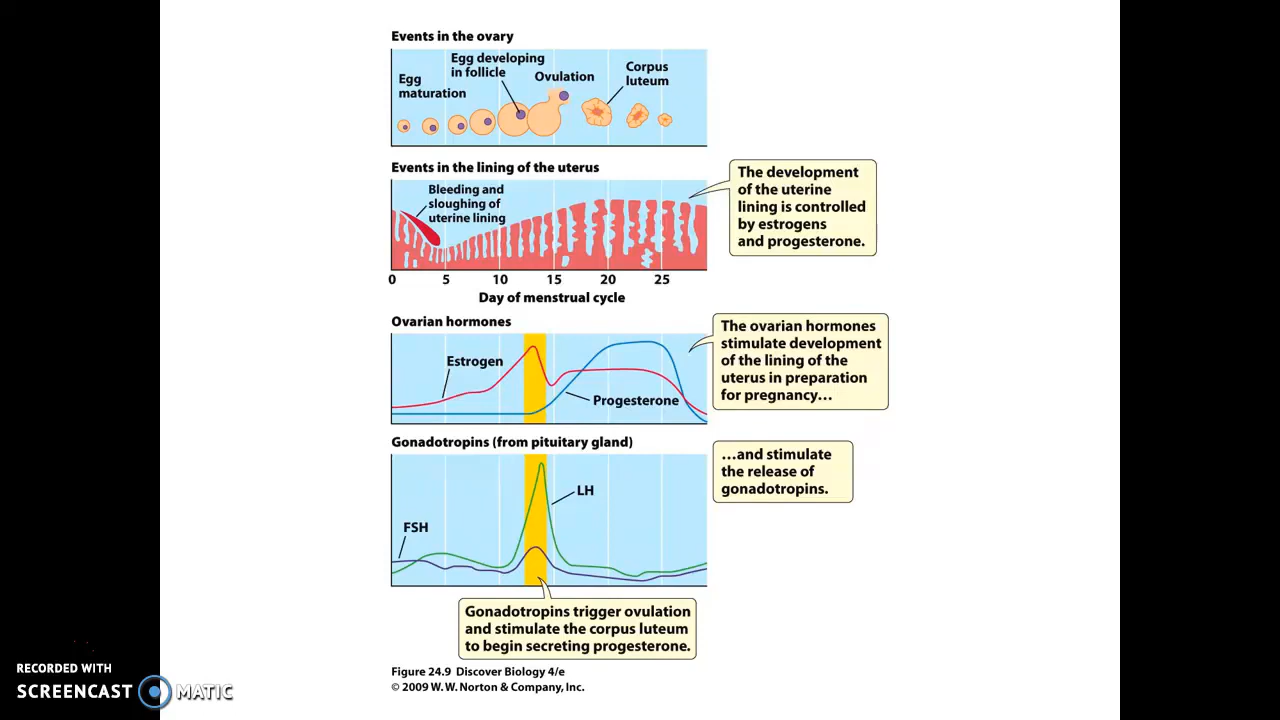 Events in the ovary
Egg developing
in follicle
Ovulation
Corpus
luteum
Egg
maturation
Events in the lining of the uterus
Bleeding and
sloughing of
uterine lining
The development
of the uterine
lining is controlled
by estrogens
and progesterone.
0 5 10 15 20 25
Day of menstrual cycle
Ovarian hormones
Estrogen
Progesterone
The ovarian hormones
stimulate development
of the lining of the
uterus in preparation
for pregnancy…
Gonadotropins (from pituitary gland)
LH
FSH
…and stimulate
the release of
gonadotropins.
Gonadotropins trigger ovulation
and stimulate the corpus luteum
to begin secreting progesterone.
Figure 24.9 Discover Biology 4/e
© 2009 W. W. Norton & Company, Inc.
RECORDED WITH
SCREENCAST MATIC